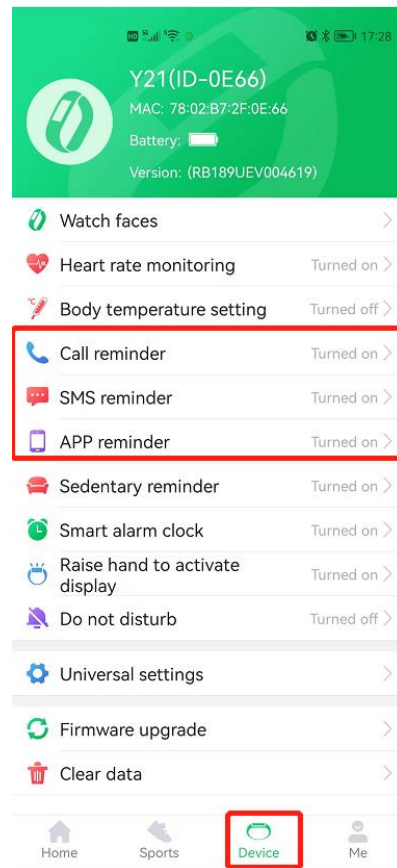 17:28
Y21(ID-0E66)
MAC: 78:02:B7:2F:0E:66
Battery:
Version: (RB189UEV004619)
Watch faces
Heart rate monitoring Turned on
°C
Body temperature setting Turned off
Call reminder Turned on
SMS reminder Turned on
APP reminder Turned on
Sedentary reminder Turned on
Smart alarm clock Turned on
Raise hand to activate
display Turned on
Do not disturb Turned off
Universal settings
Firmware upgrade
Clear data
Home Sports Device Me